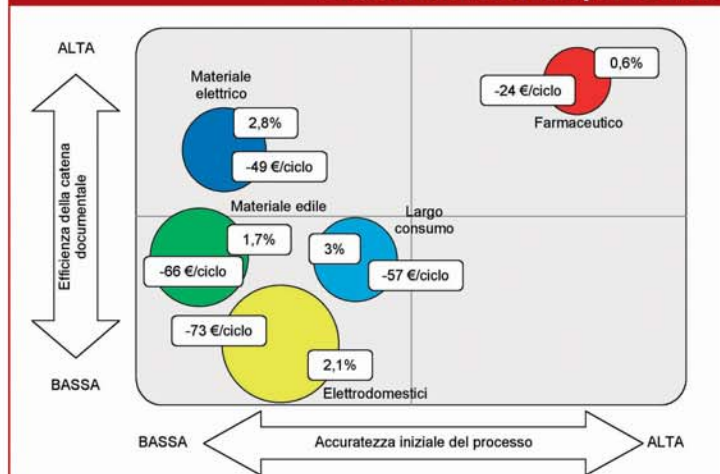 ALTA
Efficienza della catena
documentale
BASSA
Materiale
elettrico
2,8%
-49 €/ciclo
0,6%
-24 €/ciclo
Farmaceutico
Materiale edile
1,7%
-66 €/ciclo
Largo
consumo
3%
-57 €/ciclo
-73 €/ciclo
2,1%
Elettrodomestici
BASSA
Accuratezza iniziale del processo
ALTA